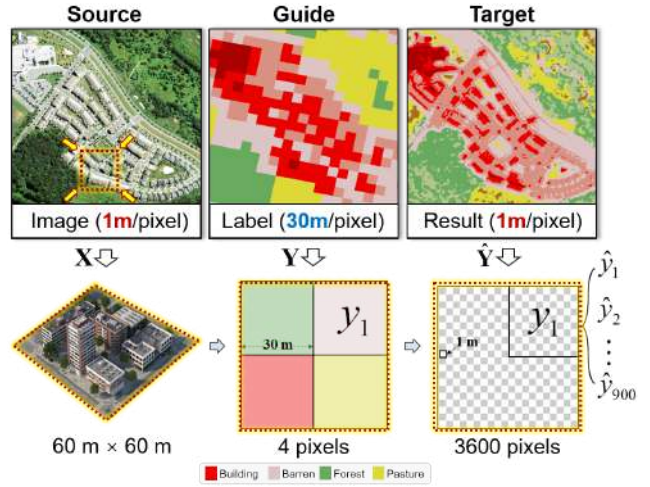 Source Guide Target
Image (1m/pixel) Label (30m/pixel) Result (1m/pixel)
X Y Ŷ
y₁ y₁ ŷ₁
ŷ₂
30 m 1 m
⋮
ŷ₉₀₀
60 m × 60 m 4 pixels 3600 pixels
Building Barren Forest Pasture